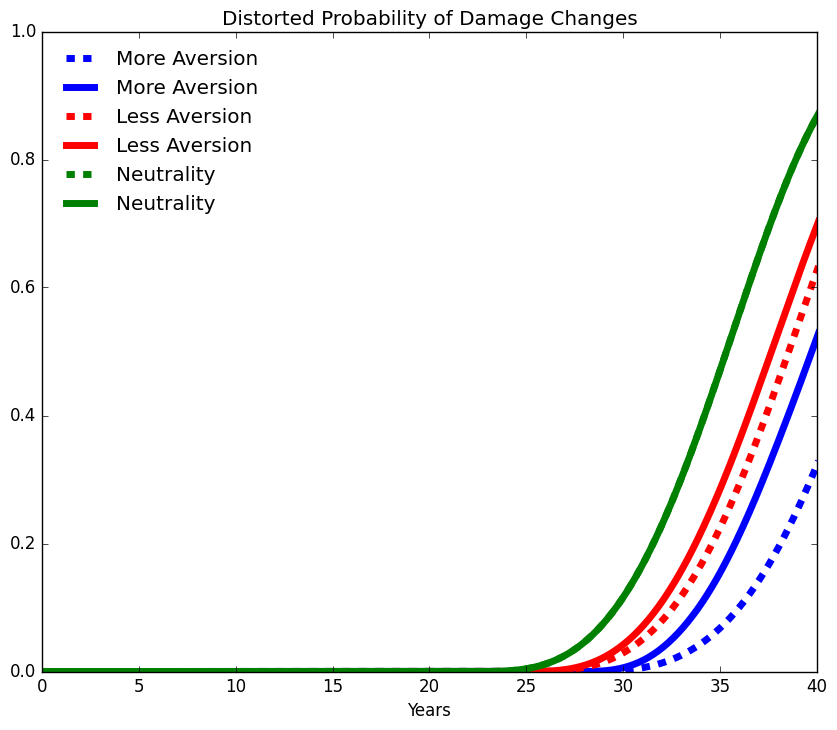 Distorted Probability of Damage Changes
1.0
More Aversion
More Aversion
Less Aversion
Less Aversion
Neutrality
Neutrality
0.8
0.6
0.4
0.2
0.0
0 5 10 15 20 25 30 35 40
Years